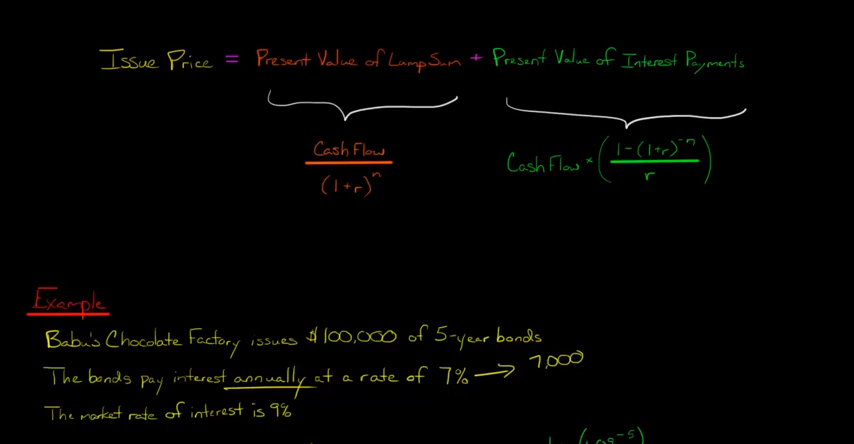 Issue Price = Present Value of Lump Sum + Present Value of Interest Payments
Cash Flow / (1+r)^n
Cash Flow × ( 1-(1+r)^-n / r )
Example
Babu's Chocolate Factory issues $100,000 of 5-year bonds
The bonds pay interest annually at a rate of 7% → 7,000
The market rate of interest is 9%